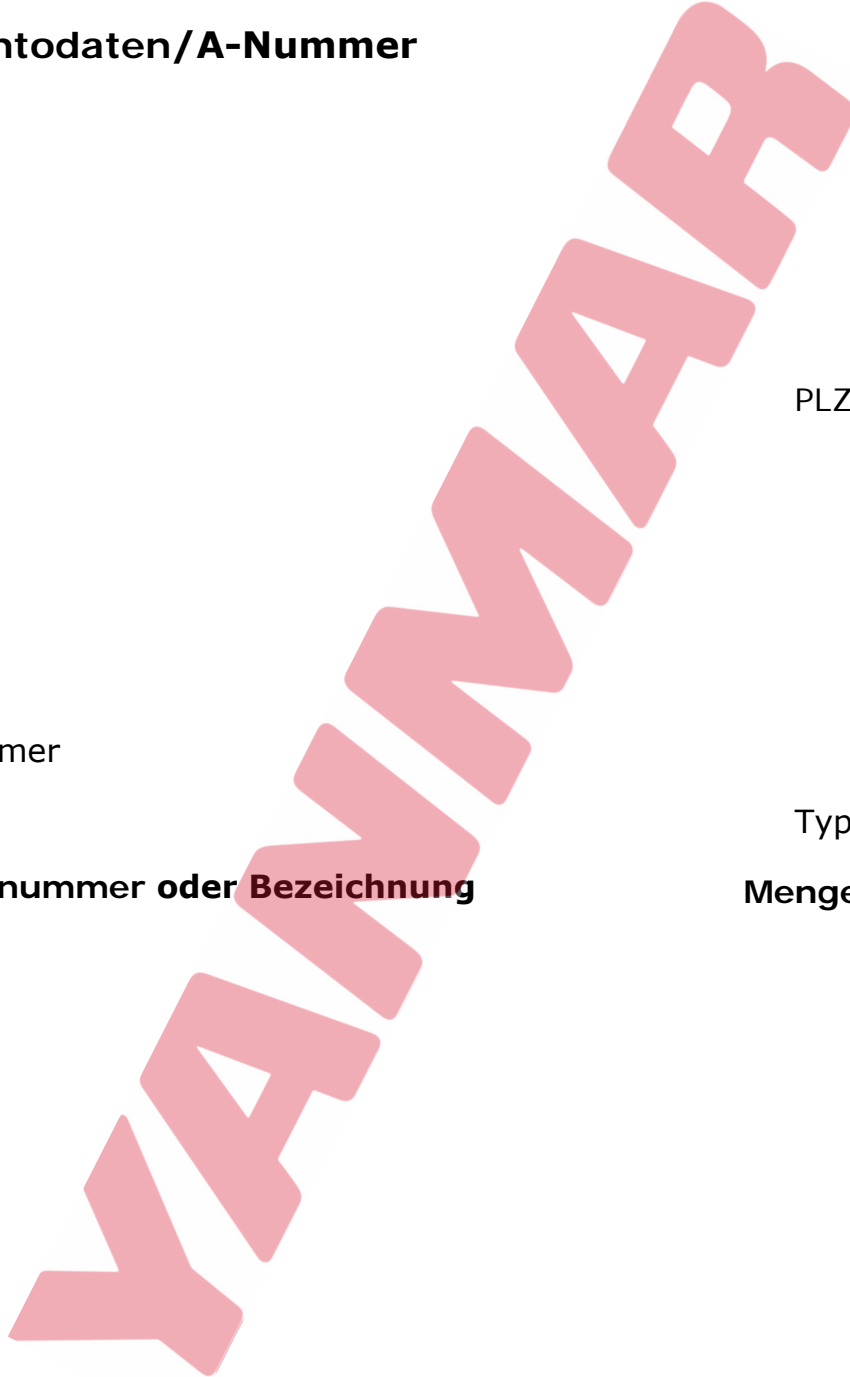 ntodaten/A-Nummer
PLZ
mer
Typ
nummer oder Bezeichnung
Menge
YANMAR